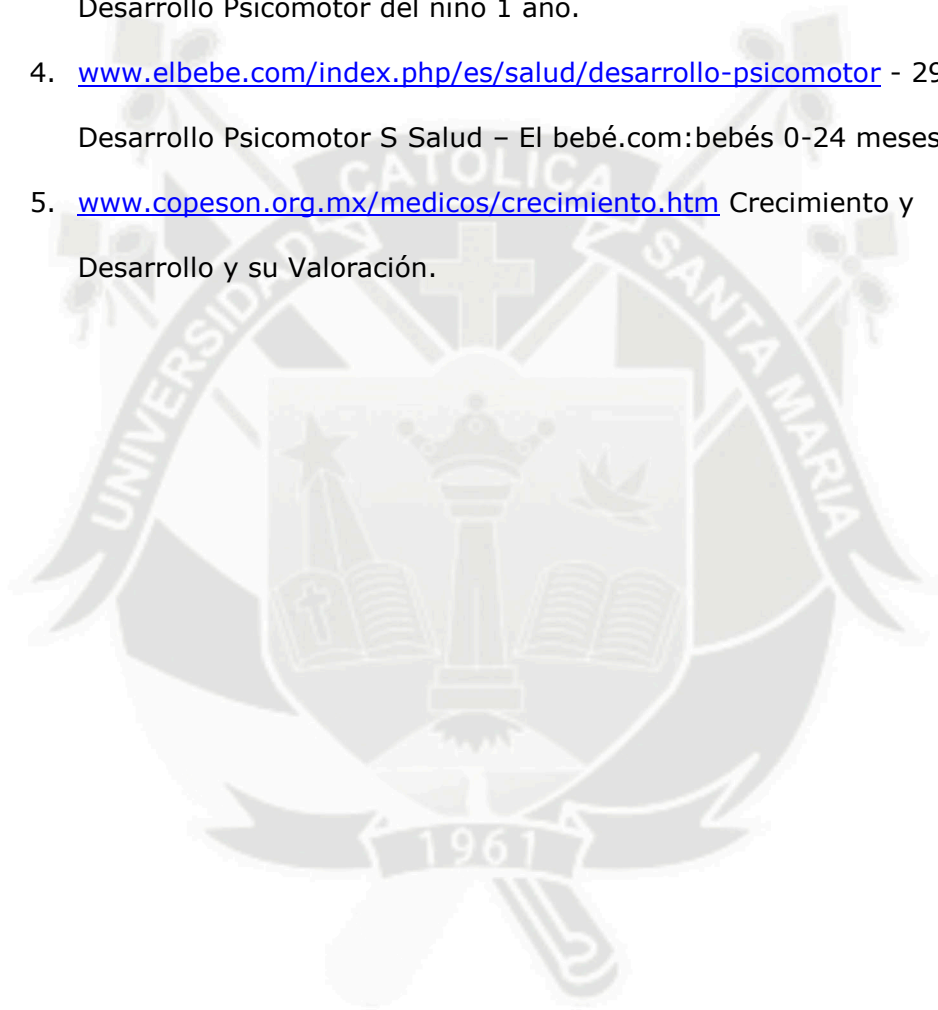 Desarrollo Psicomotor del niño 1 año.
4. www.elbebe.com/index.php/es/salud/desarrollo-psicomotor - 29
Desarrollo Psicomotor S Salud – El bebé.com:bebés 0-24 meses
5. www.copeson.org.mx/medicos/crecimiento.htm Crecimiento y
Desarrollo y su Valoración.
UNIVERSIDAD CATOLICA SANTA MARIA
1961